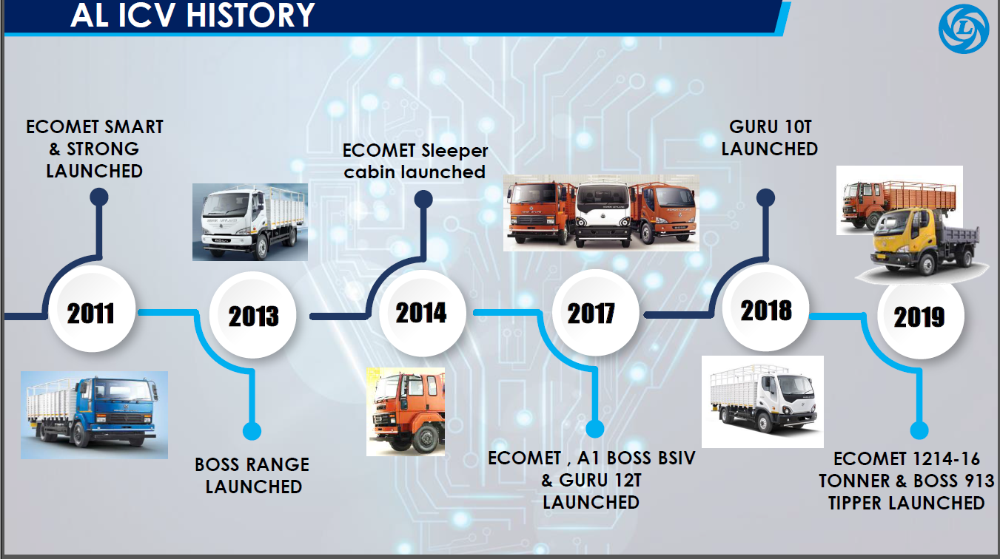 AL ICV HISTORY
L
ECOMET SMART
& STRONG
LAUNCHED
2011
2013
BOSS RANGE
LAUNCHED
ECOMET Sleeper
cabin launched
2014
2017
ECOMET , A1 BOSS BSIV
& GURU 12T
LAUNCHED
GURU 10T
LAUNCHED
2018
2019
ECOMET 1214-16
TONNER & BOSS 913
TIPPER LAUNCHED